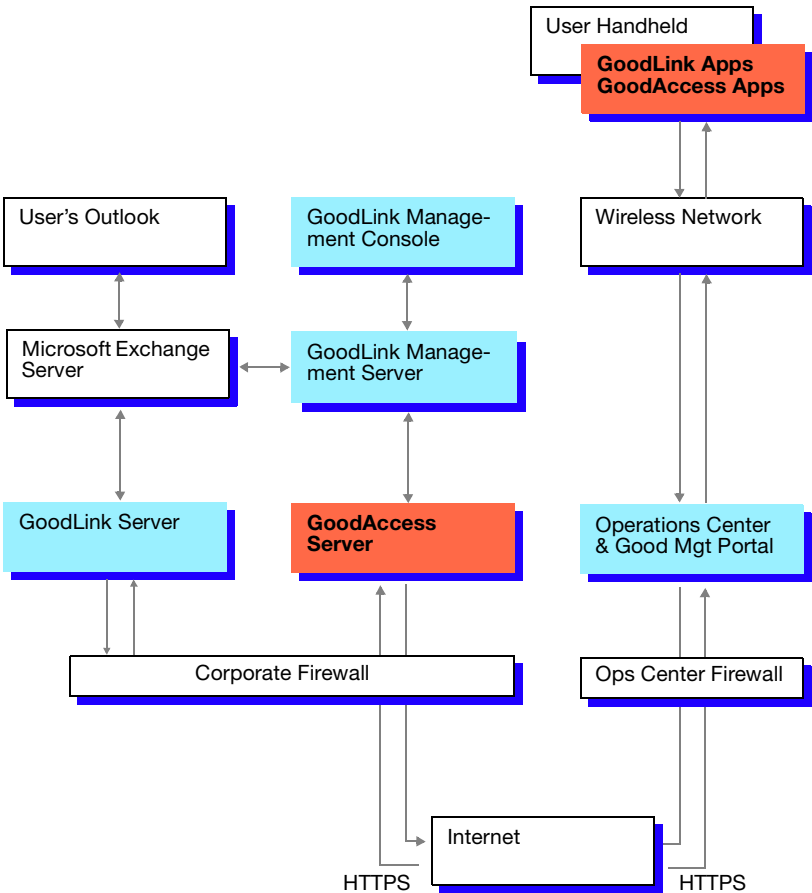 User Handheld
GoodLink Apps
GoodAccess Apps
User's Outlook
GoodLink Manage-
ment Console
Wireless Network
Microsoft Exchange
Server
GoodLink Manage-
ment Server
GoodLink Server
GoodAccess
Server
Operations Center
& Good Mgt Portal
Corporate Firewall
Ops Center Firewall
Internet
HTTPS
HTTPS